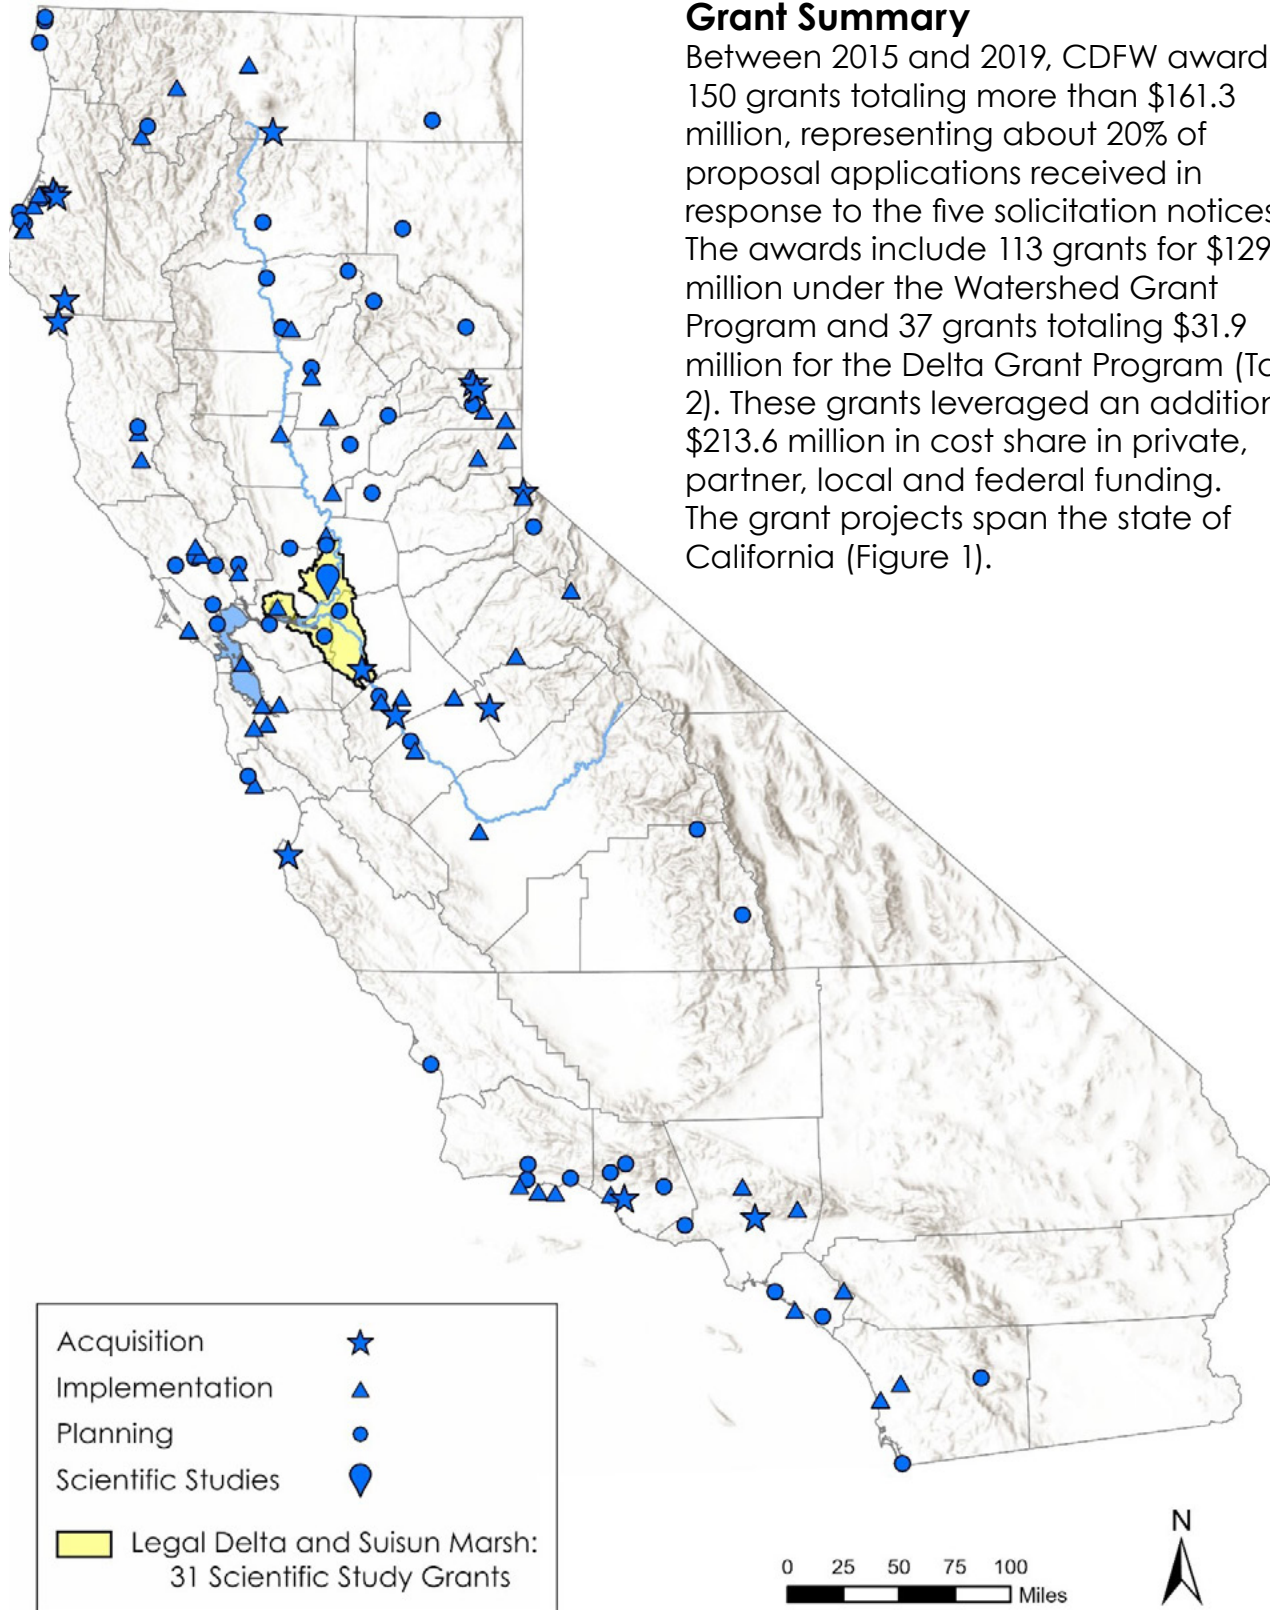 Grant Summary
Between 2015 and 2019, CDFW award
150 grants totaling more than $161.3
million, representing about 20% of
proposal applications received in
response to the five solicitation notices
The awards include 113 grants for $129
million under the Watershed Grant
Program and 37 grants totaling $31.9
million for the Delta Grant Program (Ta
2). These grants leveraged an addition
$213.6 million in cost share in private,
partner, local and federal funding.
The grant projects span the state of
California (Figure 1).
Acquisition
Implementation
Planning
Scientific Studies
Legal Delta and Suisun Marsh:
31 Scientific Study Grants
0 25 50 75 100
Miles
N